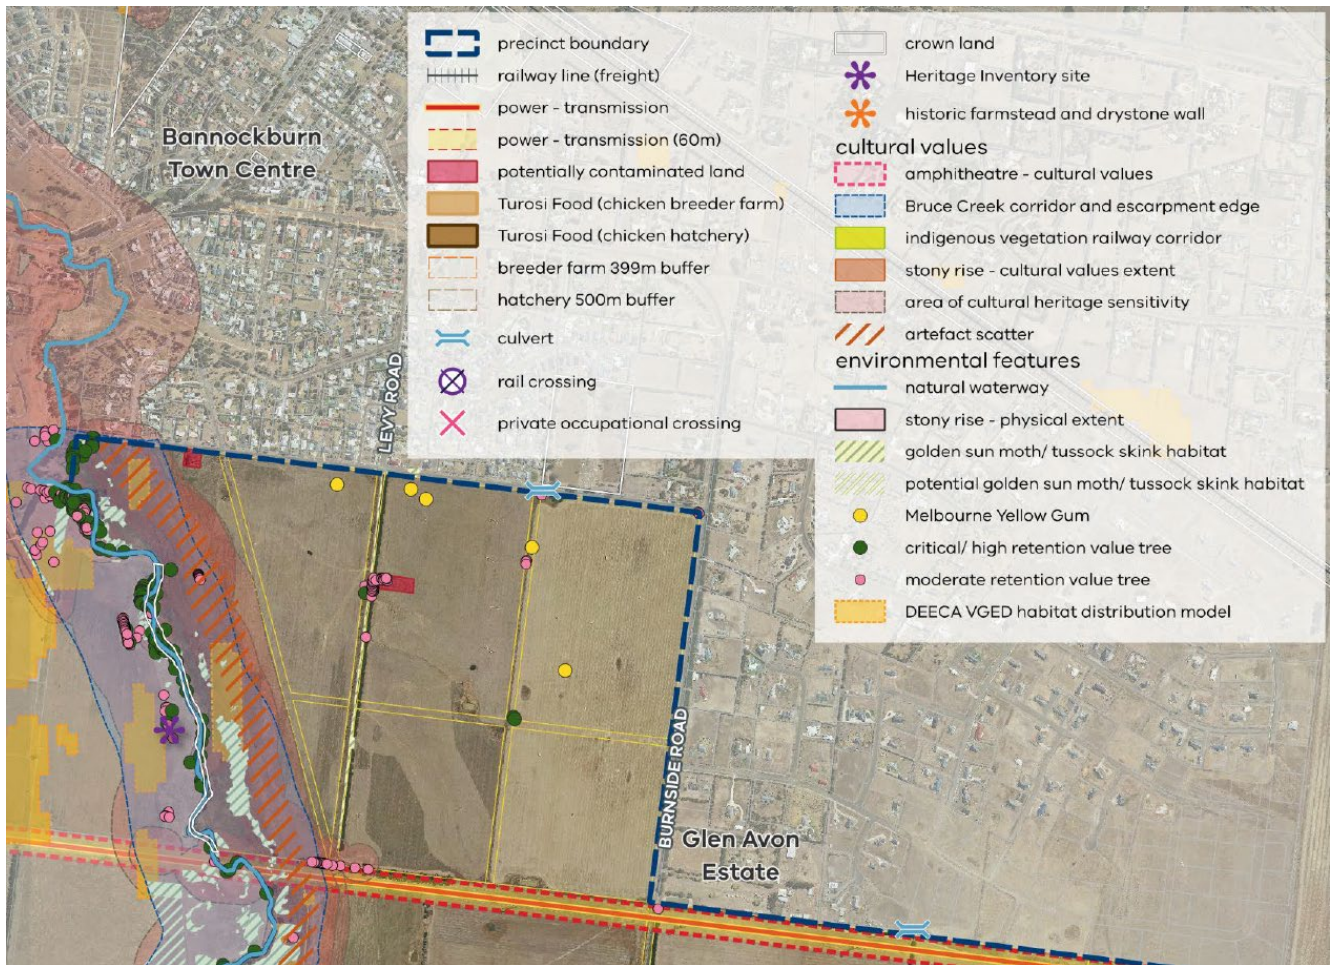 Bannockburn
Town Centre
precinct boundary
railway line (freight)
power - transmission
power - transmission (60m)
potentially contaminated land
Turosi Food (chicken breeder farm)
Turosi Food (chicken hatchery)
breeder farm 399m buffer
hatchery 500m buffer
culvert
rail crossing
private occupational crossing
crown land
Heritage Inventory site
historic farmstead and drystone wall
cultural values
amphitheatre - cultural values
Bruce Creek corridor and escarpment edge
indigenous vegetation railway corridor
stony rise - cultural values extent
area of cultural heritage sensitivity
artefact scatter
environmental features
natural waterway
stony rise - physical extent
golden sun moth/ tussock skink habitat
potential golden sun moth/ tussock skink habitat
Melbourne Yellow Gum
critical/ high retention value tree
moderate retention value tree
DEECA VGED habitat distribution model
LEVY ROAD
BURNSIDE ROAD
Glen Avon
Estate